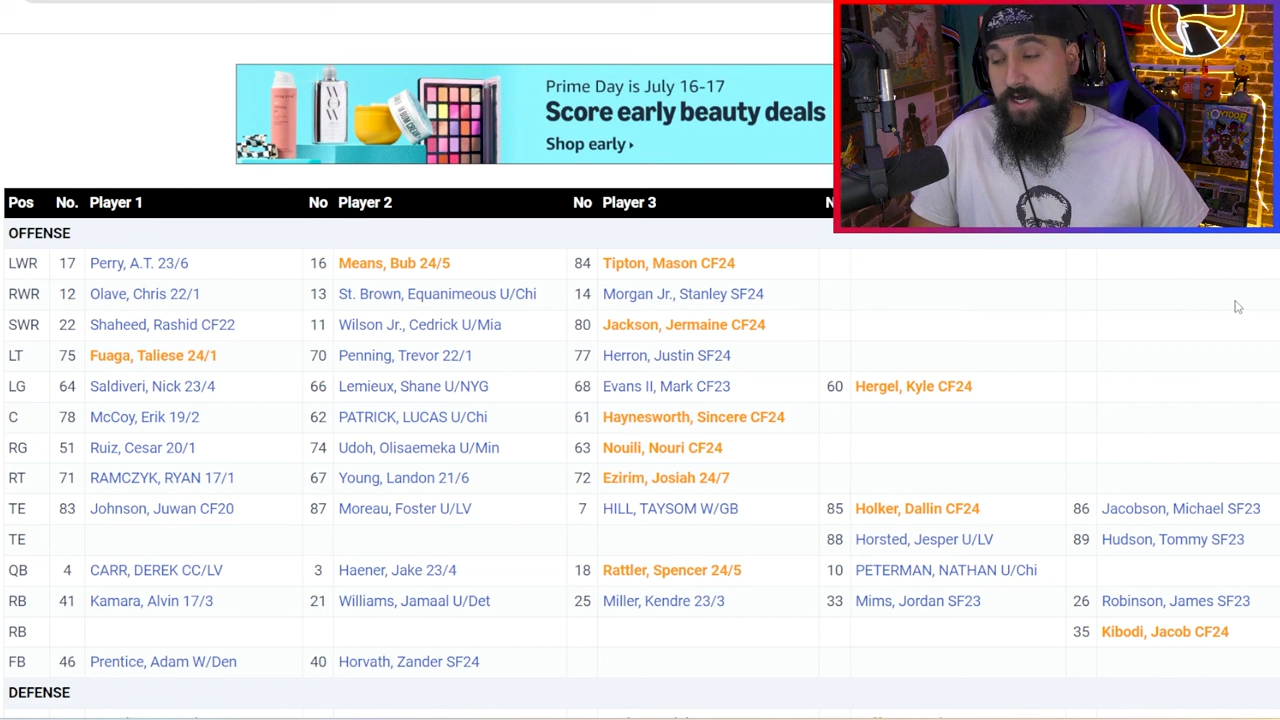 Prime Day is July 16-17
Score early beauty deals
Shop early ›
Pos No. Player 1 No Player 2 No Player 3 N
OFFENSE
LWR 17 Perry, A.T. 23/6 16 Means, Bub 24/5 84 Tipton, Mason CF24
RWR 12 Olave, Chris 22/1 13 St. Brown, Equanimeous U/Chi 14 Morgan Jr., Stanley SF24
SWR 22 Shaheed, Rashid CF22 11 Wilson Jr., Cedrick U/Mia 80 Jackson, Jermaine CF24
LT 75 Fuaga, Taliese 24/1 70 Penning, Trevor 22/1 77 Herron, Justin SF24
LG 64 Saldiveri, Nick 23/4 66 Lemieux, Shane U/NYG 68 Evans II, Mark CF23 60 Hergel, Kyle CF24
C 78 McCoy, Erik 19/2 62 PATRICK, LUCAS U/Chi 61 Haynesworth, Sincere CF24
RG 51 Ruiz, Cesar 20/1 74 Udoh, Olisaemeka U/Min 63 Nouili, Nouri CF24
RT 71 RAMCZYK, RYAN 17/1 67 Young, Landon 21/6 72 Ezirim, Josiah 24/7
TE 83 Johnson, Juwan CF20 87 Moreau, Foster U/LV 7 HILL, TAYSOM W/GB 85 Holker, Dallin CF24 86 Jacobson, Michael SF23
TE 88 Horsted, Jesper U/LV 89 Hudson, Tommy SF23
QB 4 CARR, DEREK CC/LV 3 Haener, Jake 23/4 18 Rattler, Spencer 24/5 10 PETERMAN, NATHAN U/Chi
RB 41 Kamara, Alvin 17/3 21 Williams, Jamaal U/Det 25 Miller, Kendre 23/3 33 Mims, Jordan SF23 26 Robinson, James SF23
RB 35 Kibodi, Jacob CF24
FB 46 Prentice, Adam W/Den 40 Horvath, Zander SF24
DEFENSE